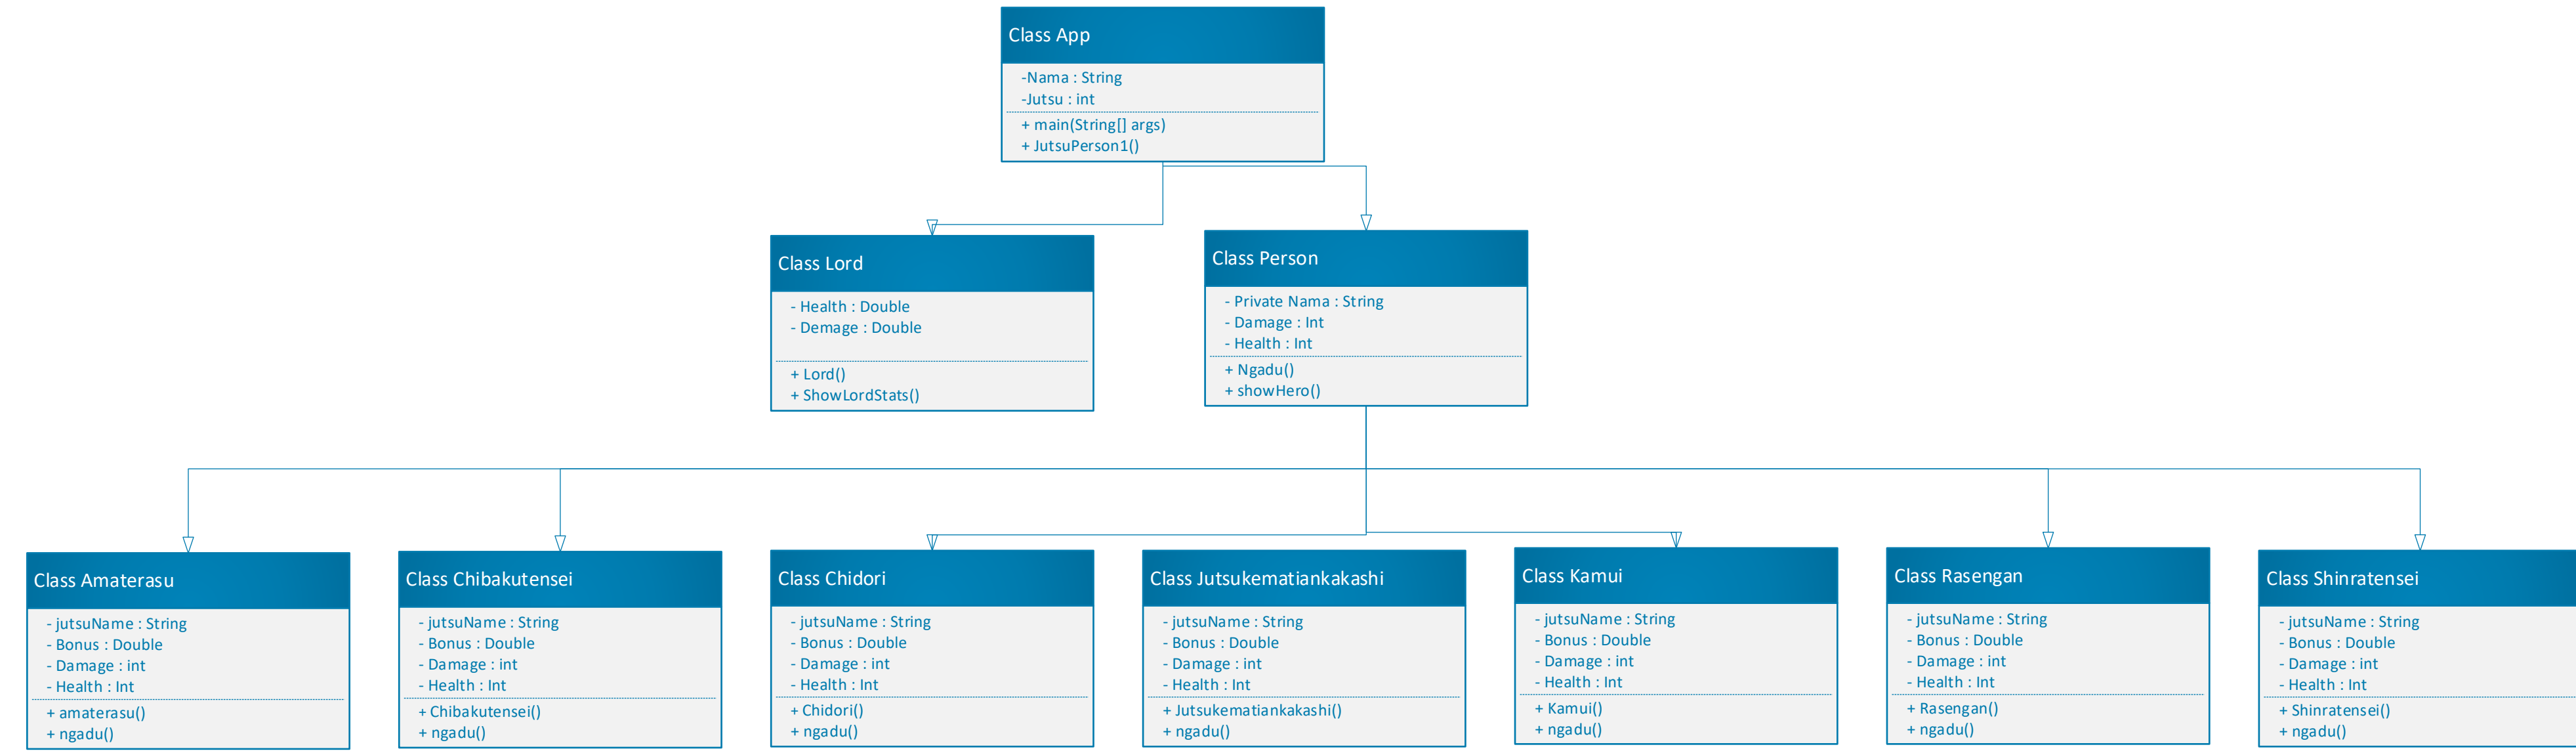 Class App
-Nama : String
-Jutsu : int
+ main(String[] args)
+ JutsuPerson1()
Class Lord
- Health : Double
- Demage : Double
+ Lord()
+ ShowLordStats()
Class Person
- Private Nama : String
- Damage : Int
- Health : Int
+ Ngadu()
+ showHero()
Class Amaterasu
- jutsuName : String
- Bonus : Double
- Damage : int
- Health : Int
+ amaterasu()
+ ngadu()
Class Chibakutensei
- jutsuName : String
- Bonus : Double
- Damage : int
- Health : Int
+ Chibakutensei()
+ ngadu()
Class Chidori
- jutsuName : String
- Bonus : Double
- Damage : int
- Health : Int
+ Chidori()
+ ngadu()
Class Jutsukematiankakashi
- jutsuName : String
- Bonus : Double
- Damage : int
- Health : Int
+ Jutsukematiankakashi()
+ ngadu()
Class Kamui
- jutsuName : String
- Bonus : Double
- Damage : int
- Health : Int
+ Kamui()
+ ngadu()
Class Rasengan
- jutsuName : String
- Bonus : Double
- Damage : int
- Health : Int
+ Rasengan()
+ ngadu()
Class Shinratensei
- jutsuName : String
- Bonus : Double
- Damage : int
- Health : Int
+ Shinratensei()
+ ngadu()